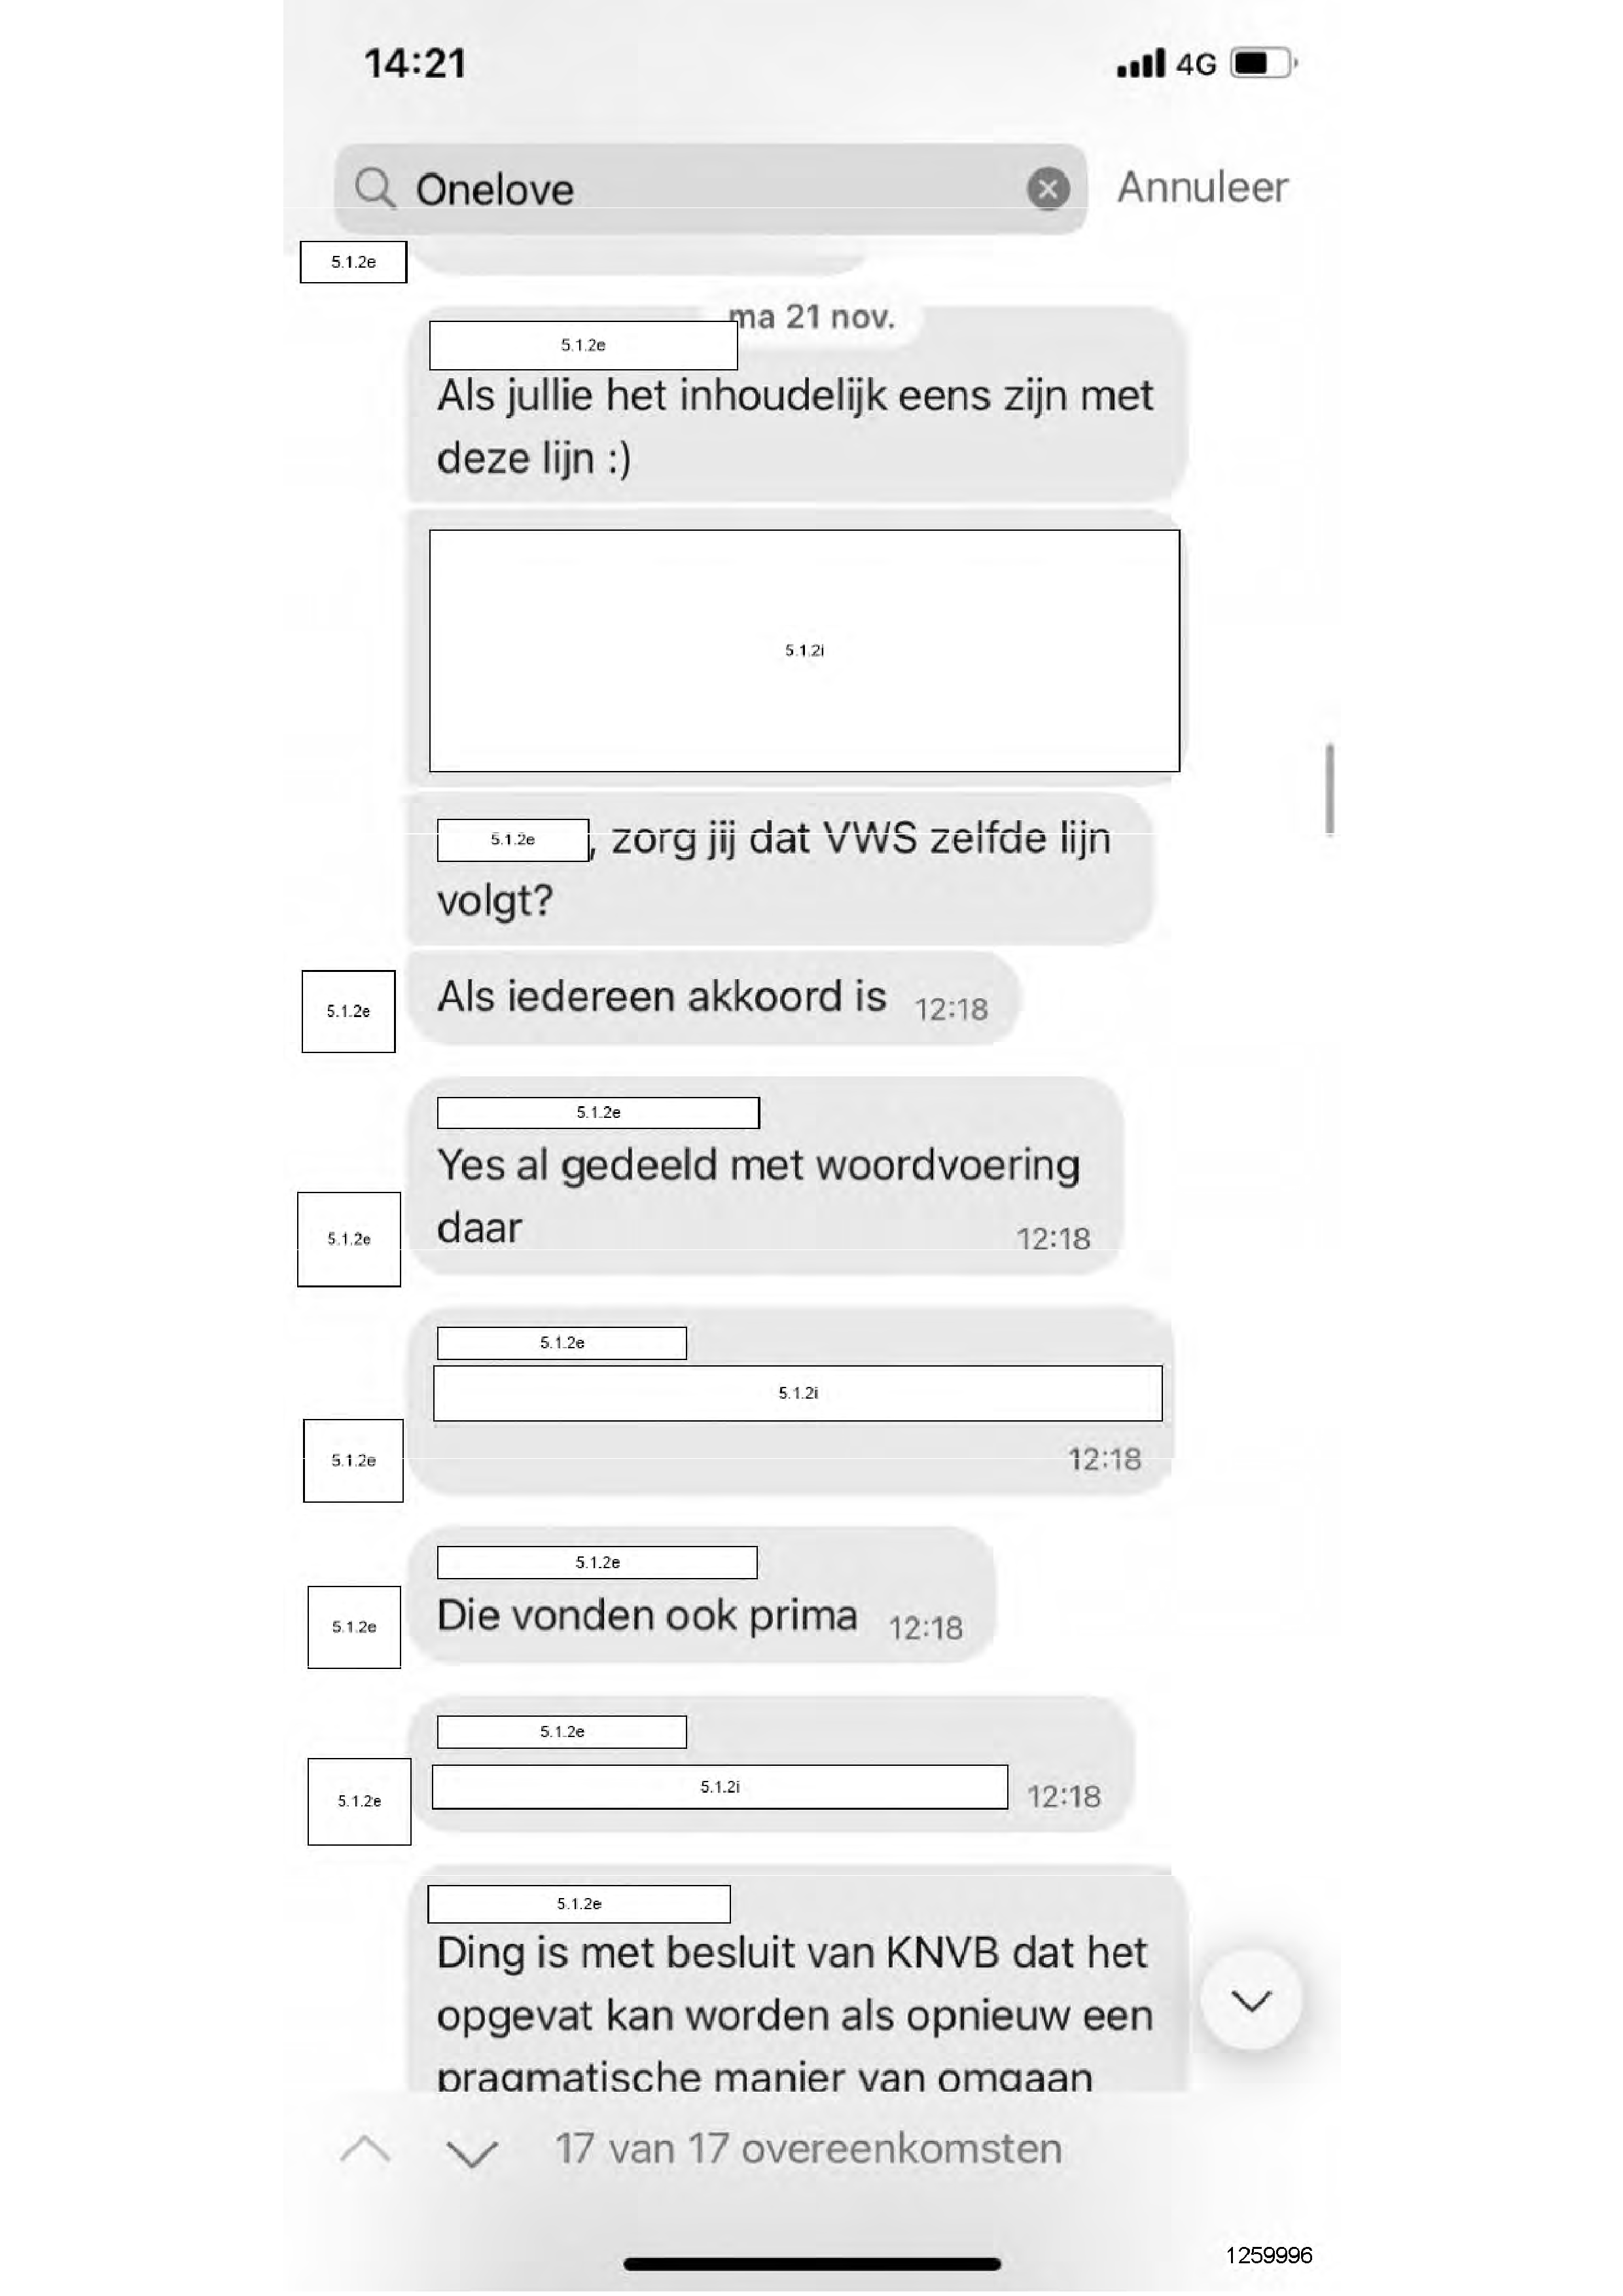 14:21
4G
Onelove
Annuleer
5.1.2e
ma 21 nov.
5.1.2e
Als jullie het inhoudelijk eens zijn met
deze lijn :)
5.1.2i
5.1.2e , zorg jij dat VWS zelfde lijn
volgt?
Als iedereen akkoord is 12:18
5.1.2e
5.1.2e
Yes al gedeeld met woordvoering
daar 12:18
5.1.2e
5.1.2e
5.1.2i
12:18
5.1.2e
5.1.2e
Die vonden ook prima 12:18
5.1.2e
5.1.2e
5.1.2i 12:18
5.1.2e
5.1.2e
Ding is met besluit van KNVB dat het
opgevat kan worden als opnieuw een
pragmatische manier van omgaan
17 van 17 overeenkomsten
1259996